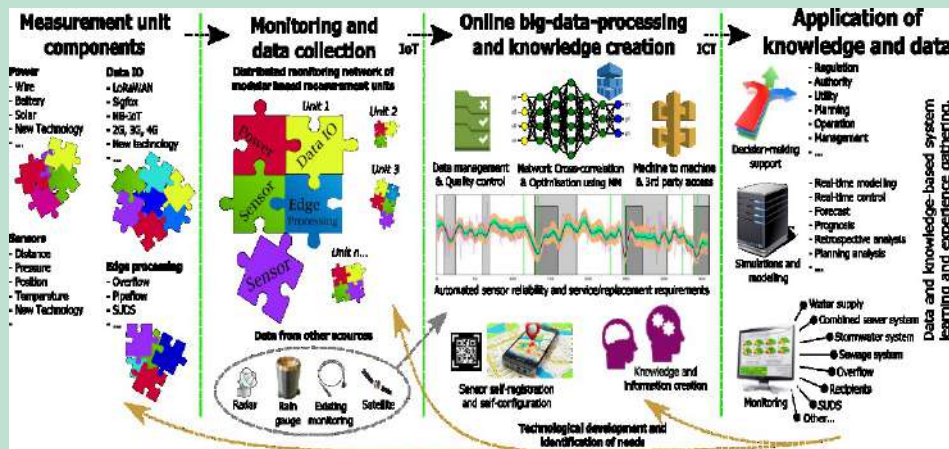 Measurement unit
components
Power
- Wire
- Battery
- Solar
- New Technology
- ...
Data IO
- LoRaWAN
- Sigfox
- NB-IoT
- 2G, 3G, 4G
- New technology
- ...
Sensors
- Distance
- Pressure
- Position
- Temperature
- New Technology
-
Edge processing
- Overflow
- Pipeflow
- SUDS
- ...
Monitoring and
data collection
IoT
Distributed monitoring network of
modular based measurement units
Unit 1
Unit 2
Unit 3
Unit n...
Power
Data IO
Sensor
Edge
Processing
Sensor
Data from other scources
Radar
Rain
gauge
Existing
monitoring
Satellite
Online big-data-processing
and knowledge creation
ICT
Data management
& Quality control
Network Cross-correlation
& Optimisation using NN
Machine to machine
& 3rd party access
Automated sensor reliability and service/replacement requirements
Sensor self-registration
and self-configuration
Knowledge and
information creation
Technological development and
identification of needs
Application of
knowledge and data
Decision-making
support
- Regulation
- Authority
- Utility
- Planning
- Operation
- Management
- ...
Simulations and
modelling
- Real-time modelling
- Real-time control
- Forecast
- Prognosis
- Retrospective analysis
- Planning analysis
- ...
Monitoring
Water supply
Combined sewer system
Stormwater system
Sewage system
Overflow
Recipients
SUDS
Other...
Data and knowledge-based system
learning and experience gathering